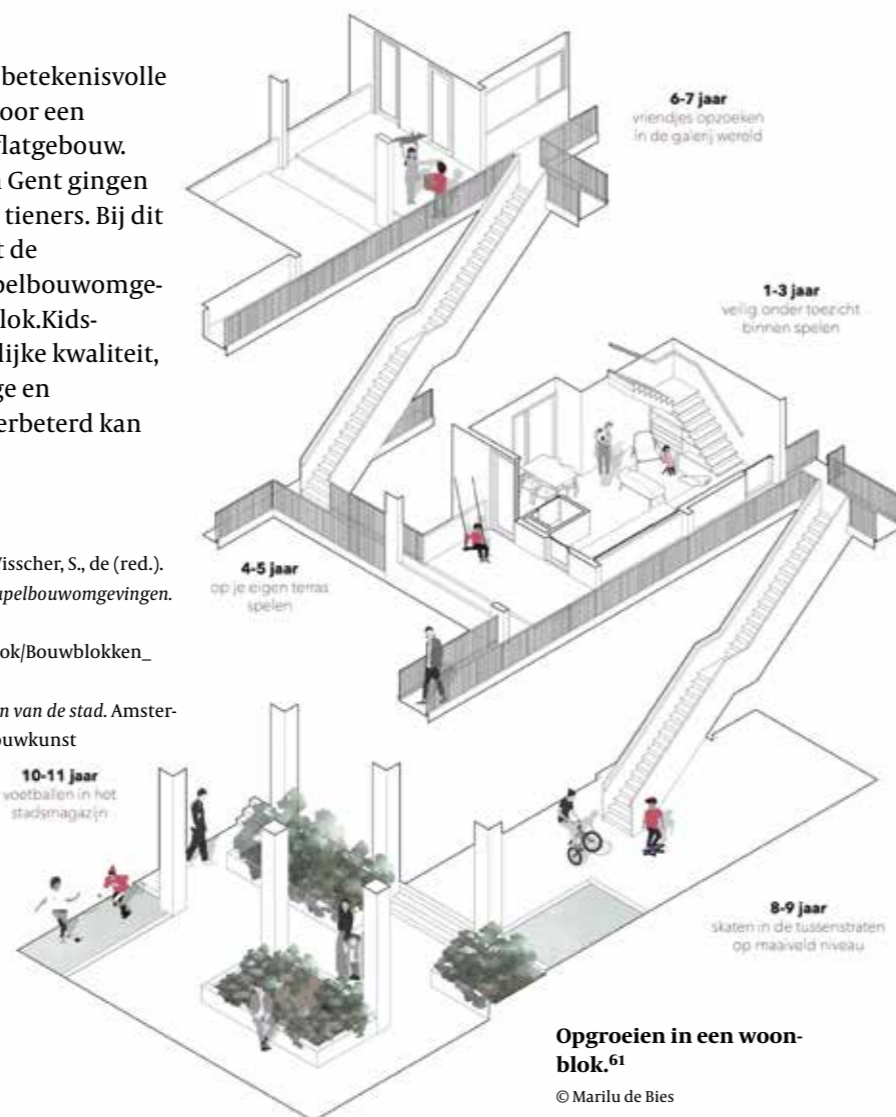 betekenisvolle
oor een
flatgebouw.
Gent gingen
tieners. Bij dit
t de
pelbouwomge-
lok.Kids-
lijke kwaliteit,
ge en
erbeterd kan
isscher, S., de (red.).
apelbouwomgevingen.
ok/Bouwblokken_
n van de stad. Amster-
ouwkunst
6-7 jaar
vriendjes opzoeken
in de galerij wereld
1-3 jaar
veilig onder toezicht
binnen spelen
4-5 jaar
op je eigen terras
spelen
10-11 jaar
voetballen in het
stadsmagazijn
8-9 jaar
skaten in de tussenstraten
op maaiveld niveau
Opgroeien in een woon-
blok.⁶¹
© Marilu de Bies